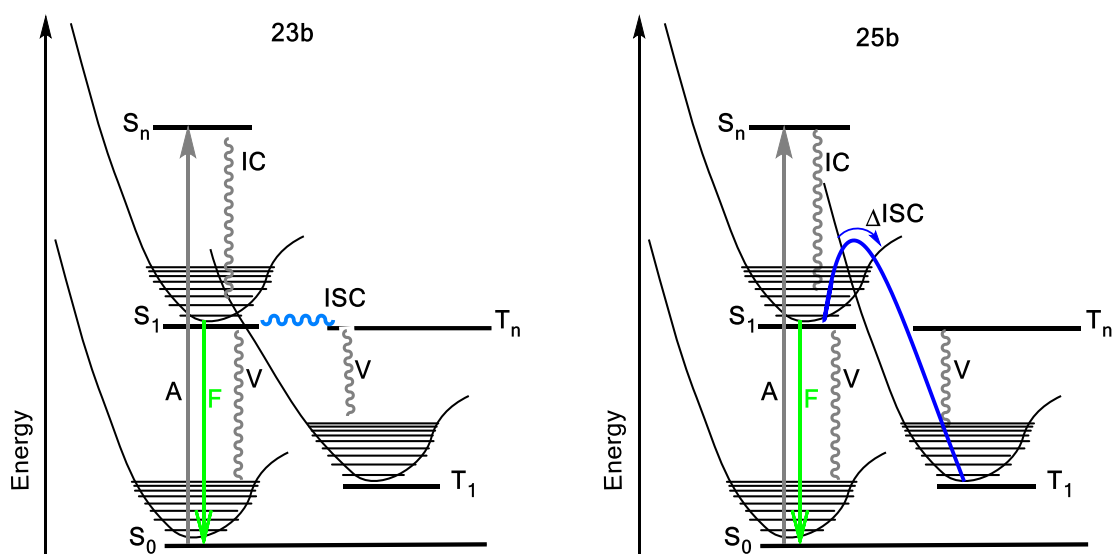 23b
Sn
IC
ISC
S1
Tn
V
V
A
F
Energy
T1
S0
25b
Sn
IC
ΔISC
S1
Tn
V
V
A
F
Energy
T1
S0